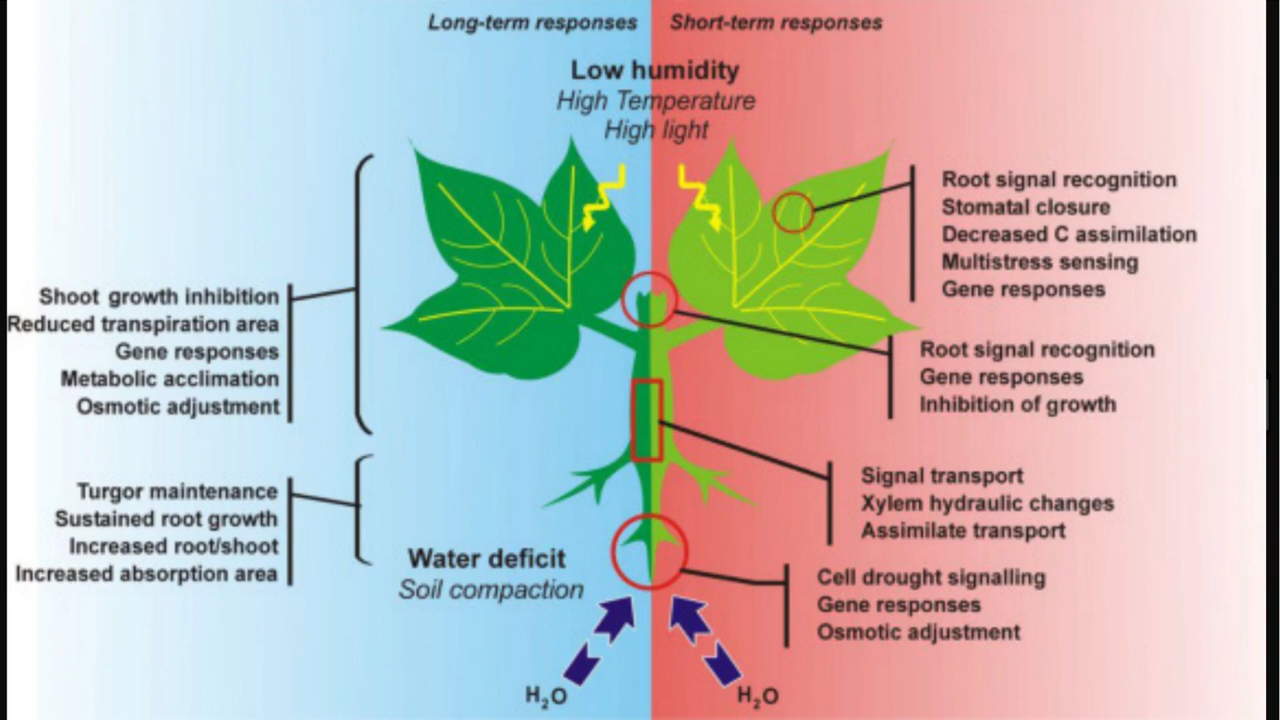 Long-term responses
Short-term responses
Low humidity
High Temperature
High light
Shoot growth inhibition
Reduced transpiration area
Gene responses
Metabolic acclimation
Osmotic adjustment
Turgor maintenance
Sustained root growth
Increased root/shoot
Increased absorption area
Root signal recognition
Stomatal closure
Decreased C assimilation
Multistress sensing
Gene responses
Root signal recognition
Gene responses
Inhibition of growth
Signal transport
Xylem hydraulic changes
Assimilate transport
Water deficit
Soil compaction
Cell drought signalling
Gene responses
Osmotic adjustment
H₂O
H₂O